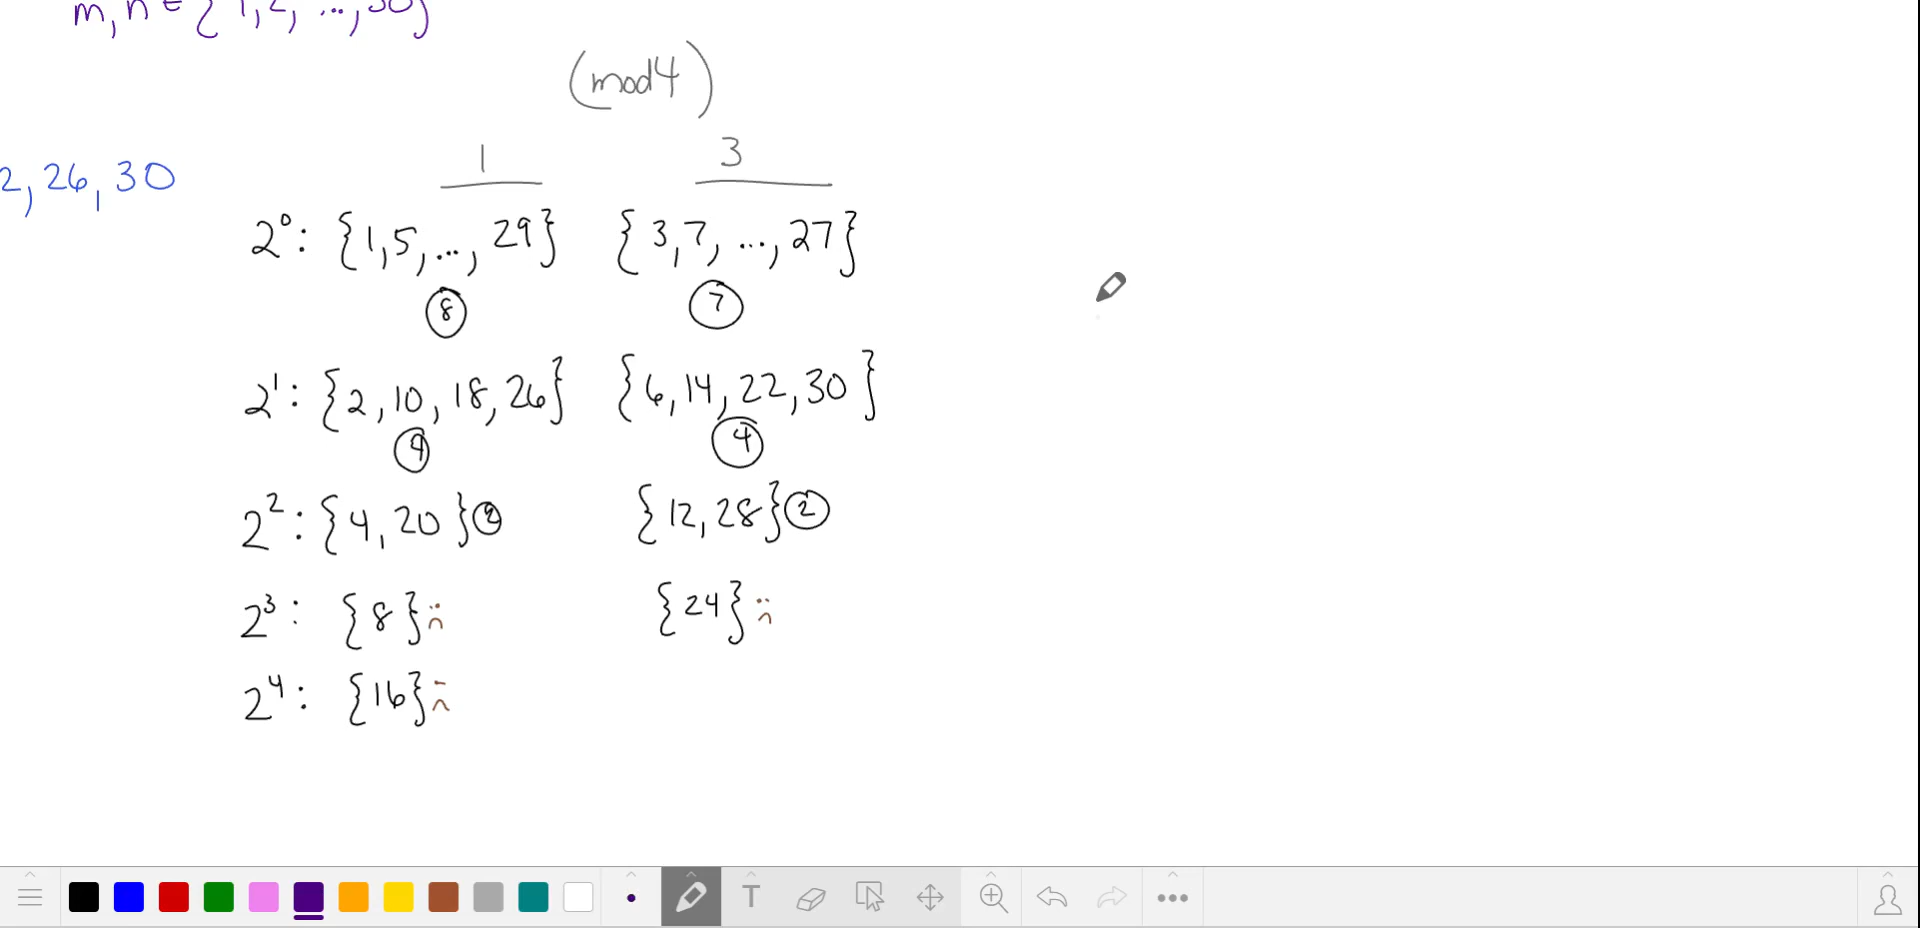 m, n ∈ { 1, 2, ..., 30}
(mod4)
1 3
2, 26, 30
2⁰: {1, 5, ..., 29} {3, 7, ..., 27}
8 7
2¹: {2, 10, 18, 26} {6, 14, 22, 30}
4 4
2²: {4, 20} 2 {12, 28} 2
2³: {8} {24}
2⁴: {16}
T